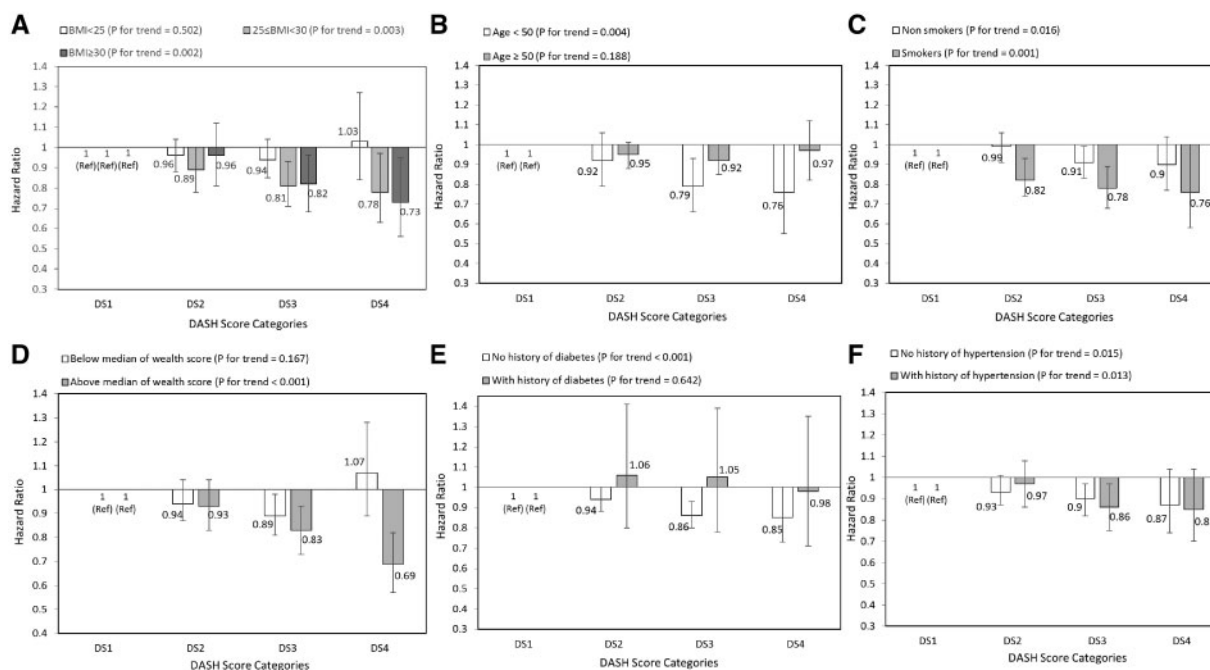 A
BMI<25 (P for trend = 0.502) 25≤BMI<30 (P for trend = 0.003)
BMI≥30 (P for trend = 0.002)
1.4
1.3
1.2
1.1
1
0.9
0.8
0.7
0.6
0.5
0.4
0.3
Hazard Ratio
1 1 1
(Ref) (Ref) (Ref)
0.96 0.89 0.96
0.94 0.81 0.82
1.03 0.78 0.73
DS1 DS2 DS3 DS4
DASH Score Categories
B
Age < 50 (P for trend = 0.004)
Age ≥ 50 (P for trend = 0.188)
1.4
1.3
1.2
1.1
1
0.9
0.8
0.7
0.6
0.5
0.4
0.3
Hazard Ratio
1 1
(Ref) (Ref)
0.92 0.95
0.79 0.92
0.76 0.97
DS1 DS2 DS3 DS4
DASH Score Categories
C
Non smokers (P for trend = 0.016)
Smokers (P for trend = 0.001)
1.4
1.3
1.2
1.1
1
0.9
0.8
0.7
0.6
0.5
0.4
0.3
Hazard Ratio
1 1
(Ref) (Ref)
0.99 0.82
0.91 0.78
0.9 0.76
DS1 DS2 DS3 DS4
DASH Score Categories
D
Below median of wealth score (P for trend = 0.167)
Above median of wealth score (P for trend < 0.001)
1.4
1.3
1.2
1.1
1
0.9
0.8
0.7
0.6
0.5
0.4
Hazard Ratio
1 1
(Ref) (Ref)
0.94 0.93
0.89 0.83
1.07 0.69
DS1 DS2 DS3 DS4
DASH Score Categories
E
No history of diabetes (P for trend < 0.001)
With history of diabetes (P for trend = 0.642)
1.4
1.3
1.2
1.1
1
0.9
0.8
0.7
0.6
0.5
0.4
0.3
Hazard Ratio
1 1
(Ref) (Ref)
0.94 1.06
0.86 1.05
0.85 0.98
DS1 DS2 DS3 DS4
DASH Score Categories
F
No history of hypertension (P for trend = 0.015)
With history of hypertension (P for trend = 0.013)
1.4
1.3
1.2
1.1
1
0.9
0.8
0.7
0.6
0.5
0.4
0.3
Hazard Ratio
1 1
(Ref) (Ref)
0.93 0.97
0.9 0.86
0.87
DS1 DS2 DS3 DS4
DASH Score Categories